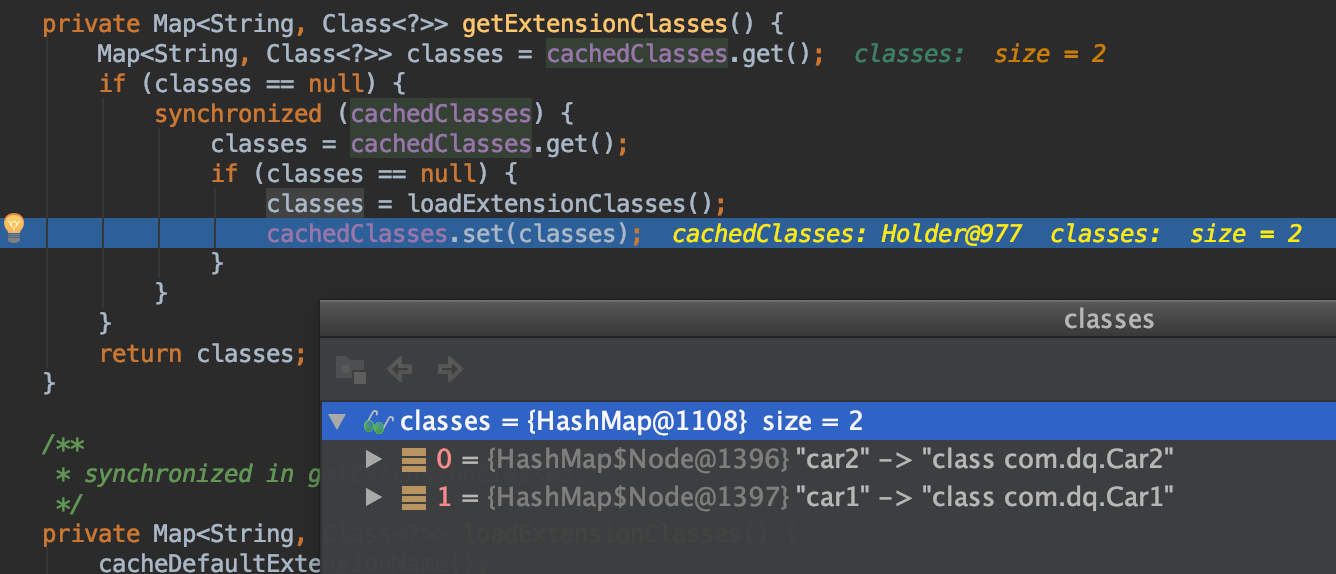 private Map<String, Class<?>> getExtensionClasses() {
Map<String, Class<?>> classes = cachedClasses.get();  classes:  size = 2
if (classes == null) {
synchronized (cachedClasses) {
classes = cachedClasses.get();
if (classes == null) {
classes = loadExtensionClasses();
cachedClasses.set(classes);  cachedClasses: Holder@977  classes:  size = 2
}
}
}
return classes;
}
classes
classes = {HashMap@1108}  size = 2
0 = {HashMap$Node@1396} "car2" -> "class com.dq.Car2"
1 = {HashMap$Node@1397} "car1" -> "class com.dq.Car1"
/**
* synchronized in
*/
private Map<String, Class<?>> loadExtensionClasses() {
cacheDefaultExtensionName();